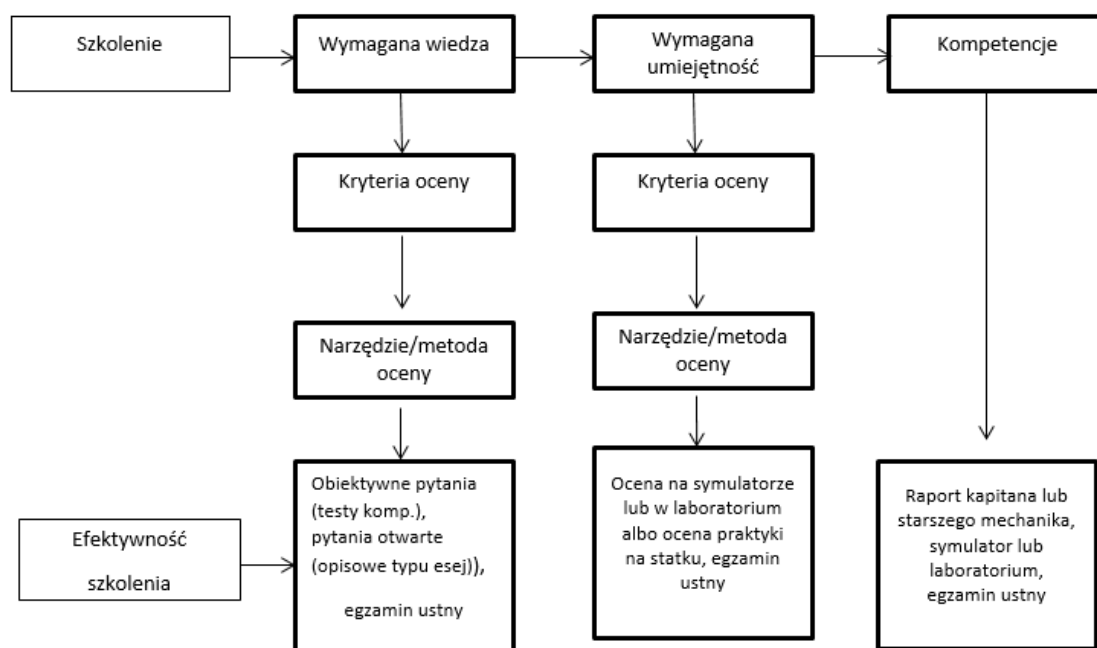 Szkolenie
Wymagana wiedza
Wymagana
umiejętność
Kompetencje
Kryteria oceny
Kryteria oceny
Narzędzie/metoda
oceny
Narzędzie/metoda
oceny
Efektywność
szkolenia
Obiektywne pytania
(testy komp.),
pytania otwarte
(opisowe typu esej)),
egzamin ustny
Ocena na symulatorze
lub w laboratorium
albo ocena praktyki
na statku, egzamin
ustny
Raport kapitana lub
starszego mechanika,
symulator lub
laboratorium,
egzamin ustny